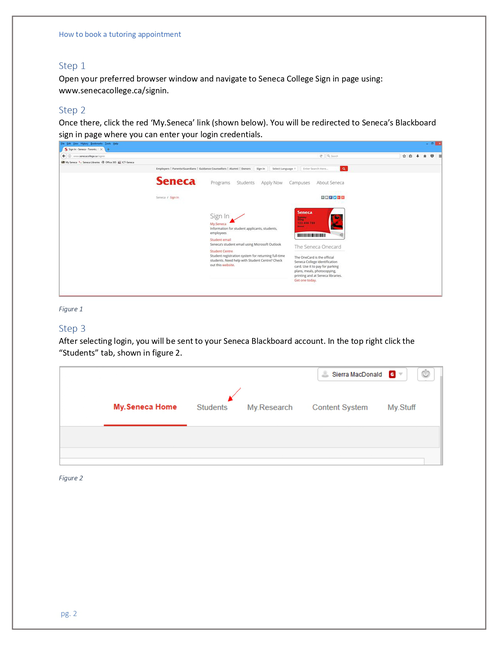 How to book a tutoring appointment
Step 1
Open your preferred browser window and navigate to Seneca College Sign in page using:
www.senecacollege.ca/signin.
Step 2
Once there, click the red 'My.Seneca' link (shown below). You will be redirected to Seneca's Blackboard
sign in page where you can enter your login credentials.
Seneca
Programs Students Apply Now Campuses About Seneca
Sign In
My.Seneca
Information for student applicants, students,
employees
Student email
Seneca's student email using Microsoft Outlook
Student Centre
Student registration system for returning full-time
students. Need help with Student Centre? Check
out this website.
Seneca
The Seneca Onecard
The OneCard is the official
Seneca College identification
card. Use it to pay for parking,
plans, meals, photocopying,
printing and at Seneca libraries.
Get one today.
Figure 1
Step 3
After selecting login, you will be sent to your Seneca Blackboard account. In the top right click the
"Students" tab, shown in figure 2.
Sierra MacDonald 6
My.Seneca Home Students My.Research Content System My.Stuff
Figure 2
pg. 2